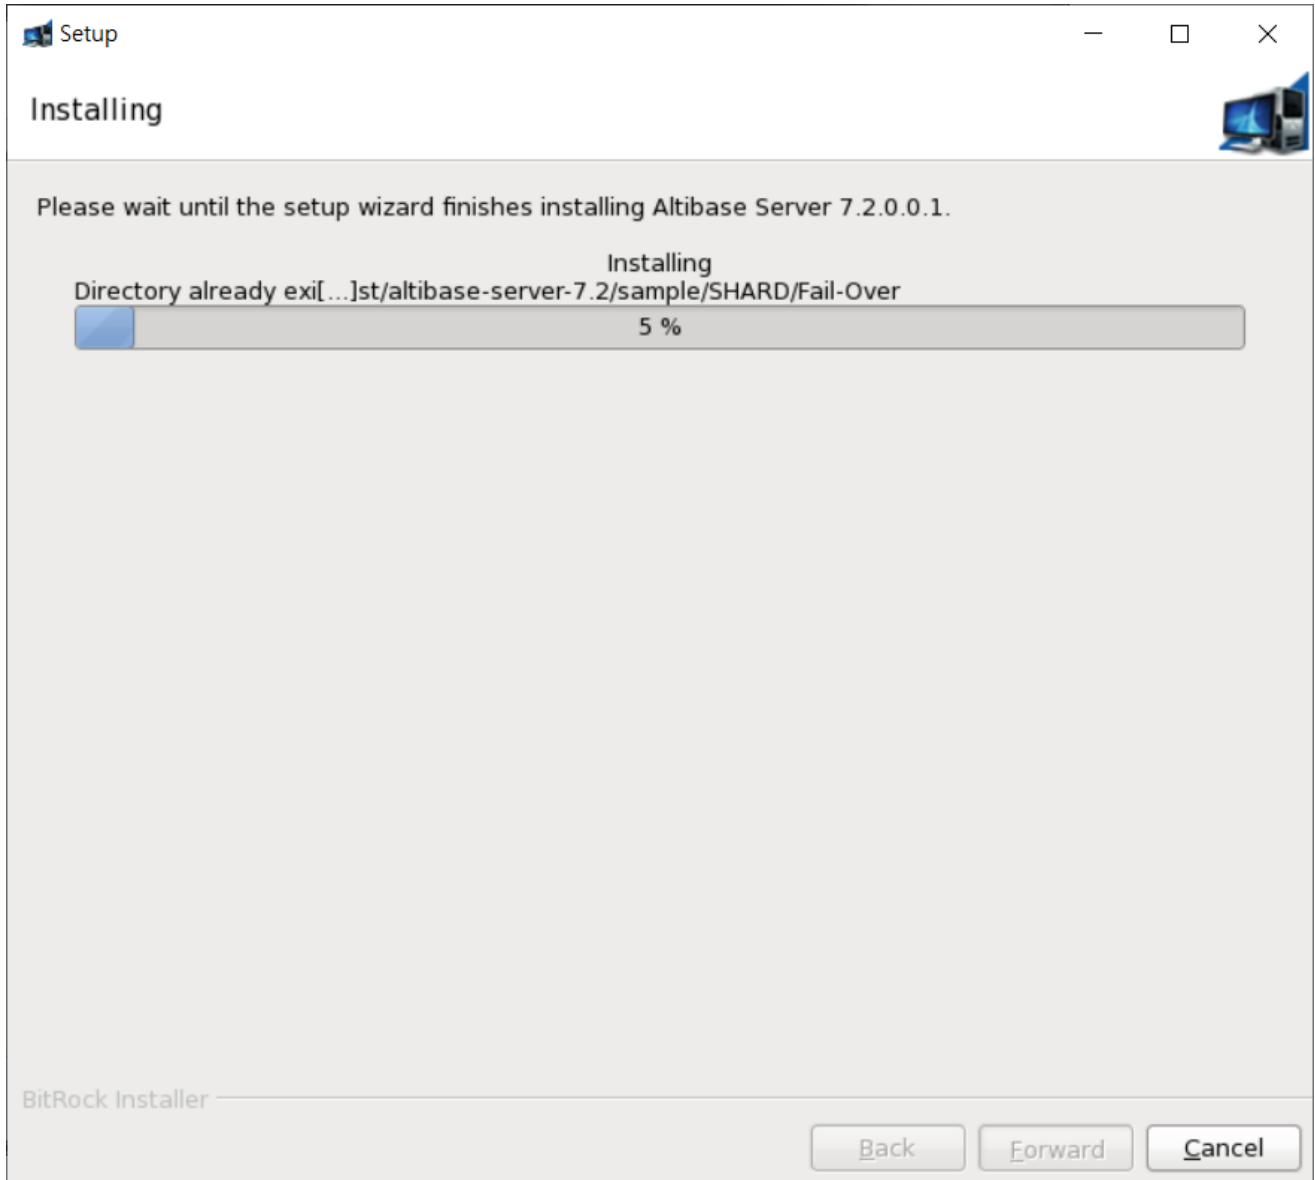 Setup
Installing
Please wait until the setup wizard finishes installing Altibase Server 7.2.0.0.1.
Installing
Directory already exi[...]st/altibase-server-7.2/sample/SHARD/Fail-Over
5 %
BitRock Installer
Back
Forward
Cancel